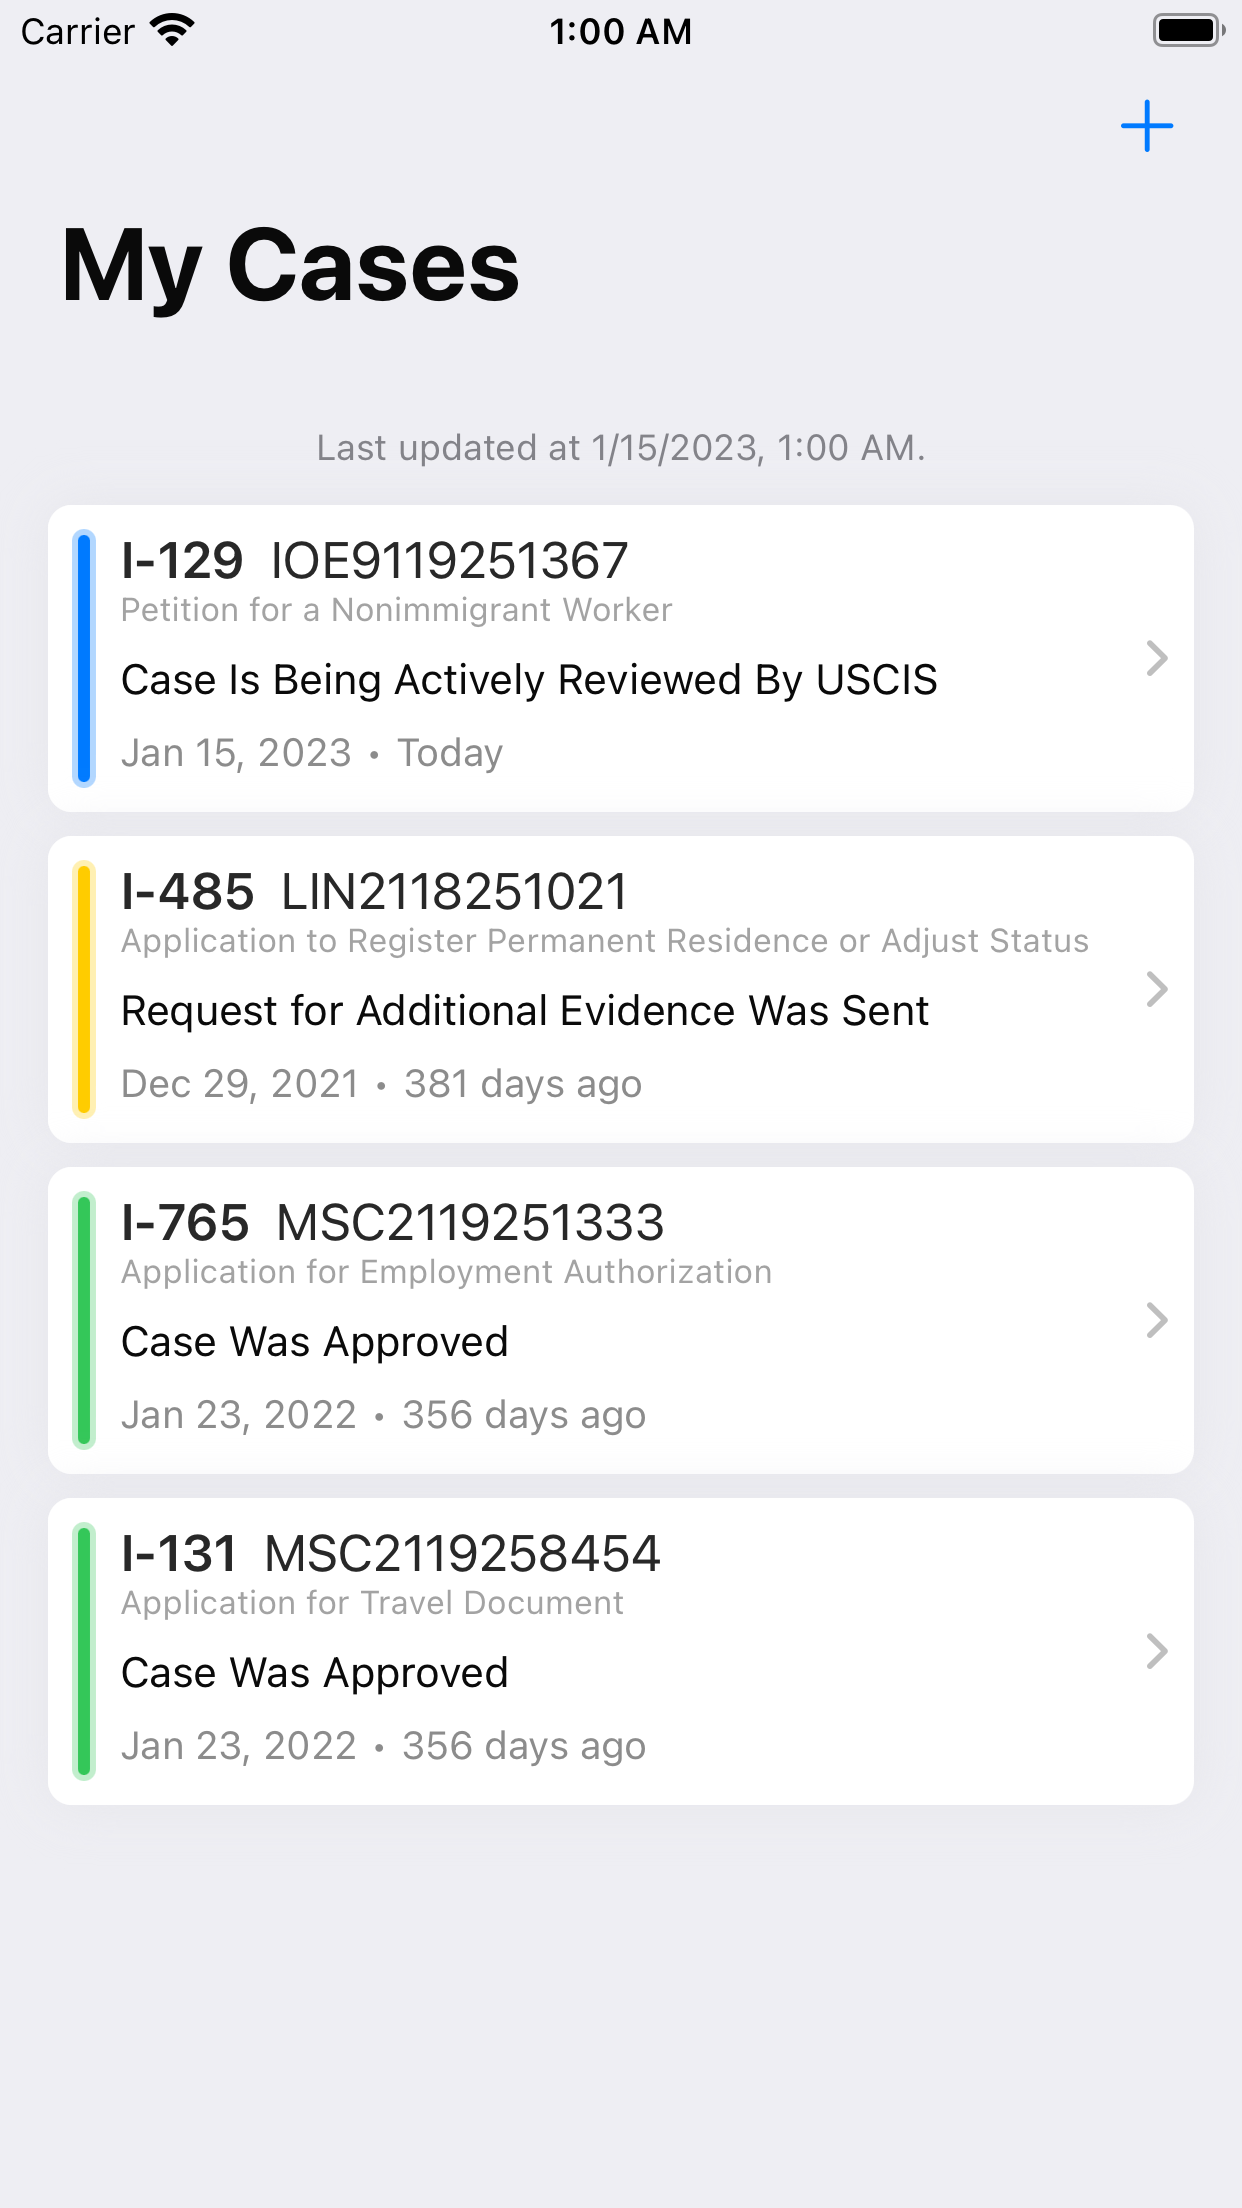 Carrier 1:00 AM
My Cases
Last updated at 1/15/2023, 1:00 AM.
I-129 IOE9119251367
Petition for a Nonimmigrant Worker
Case Is Being Actively Reviewed By USCIS
Jan 15, 2023 • Today
I-485 LIN2118251021
Application to Register Permanent Residence or Adjust Status
Request for Additional Evidence Was Sent
Dec 29, 2021 • 381 days ago
I-765 MSC2119251333
Application for Employment Authorization
Case Was Approved
Jan 23, 2022 • 356 days ago
I-131 MSC2119258454
Application for Travel Document
Case Was Approved
Jan 23, 2022 • 356 days ago